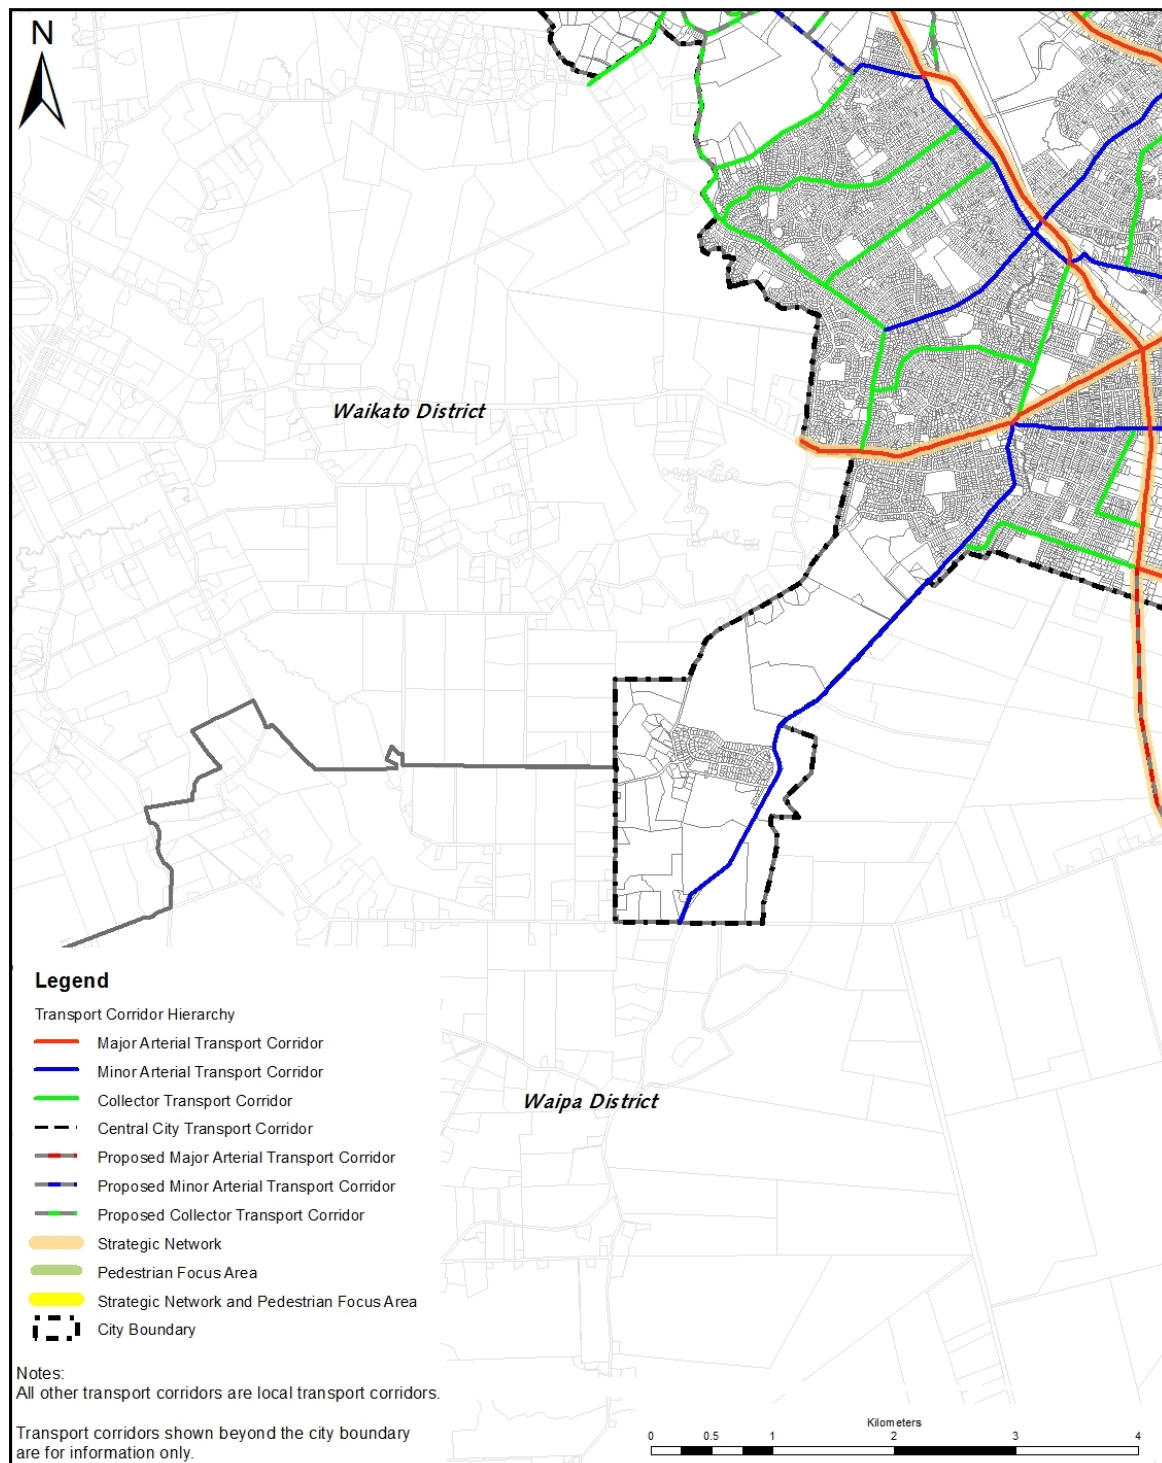 N
Waikato District
Waipa District
Legend
Transport Corridor Hierarchy
Major Arterial Transport Corridor
Minor Arterial Transport Corridor
Collector Transport Corridor
Central City Transport Corridor
Proposed Major Arterial Transport Corridor
Proposed Minor Arterial Transport Corridor
Proposed Collector Transport Corridor
Strategic Network
Pedestrian Focus Area
Strategic Network and Pedestrian Focus Area
City Boundary
Notes:
All other transport corridors are local transport corridors.
Transport corridors shown beyond the city boundary
are for information only.
Kilometers
0 0.5 1 2 3 4